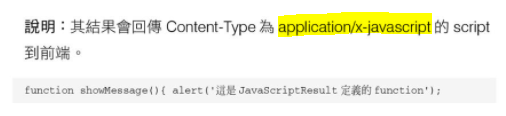 說明：其結果會回傳 Content-Type 為 application/x-javascript 的 script
到前端。
function showMessage(){ alert('這是 JavaScriptResult 定義的 function');